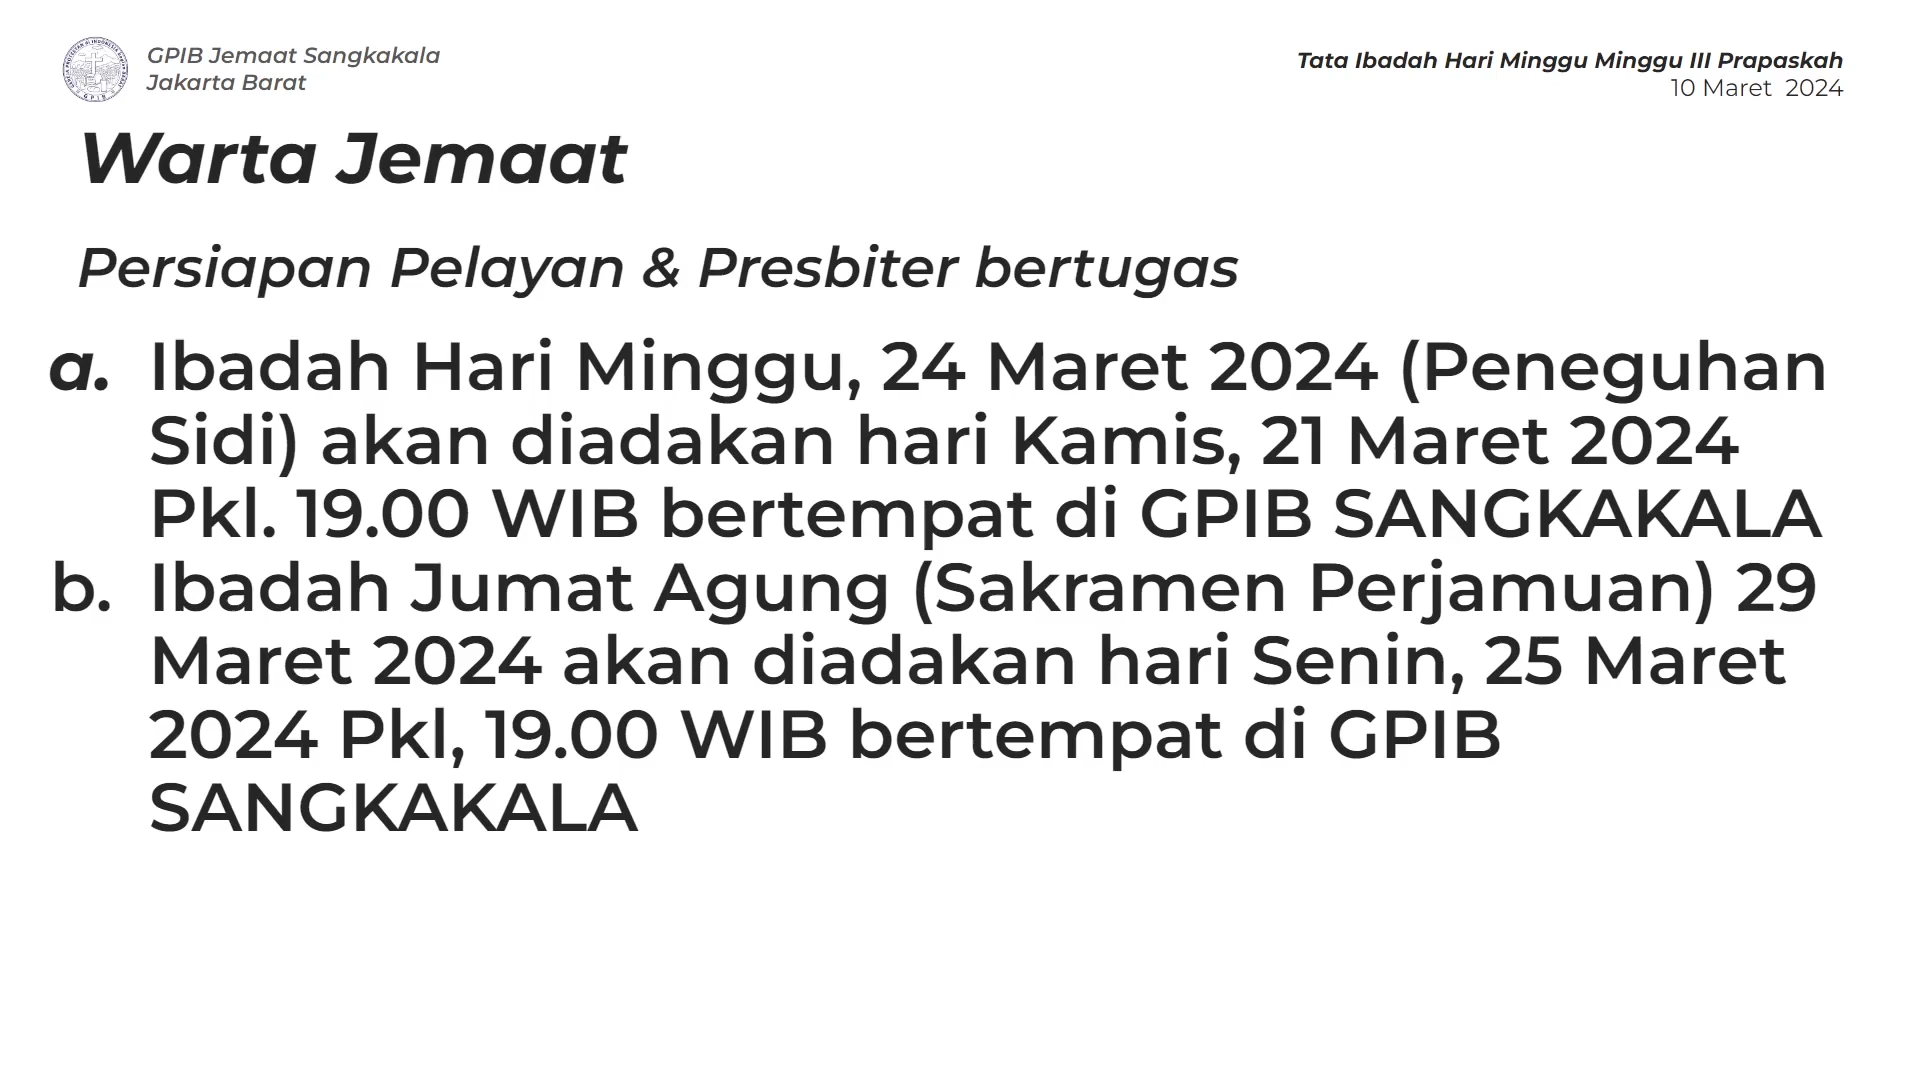 GPIB Jemaat Sangkakala
Jakarta Barat
Tata Ibadah Hari Minggu Minggu III Prapaskah
10 Maret 2024
Warta Jemaat
Persiapan Pelayan & Presbiter bertugas
a. Ibadah Hari Minggu, 24 Maret 2024 (Peneguhan
Sidi) akan diadakan hari Kamis, 21 Maret 2024
Pkl. 19.00 WIB bertempat di GPIB SANGKAKALA
b. Ibadah Jumat Agung (Sakramen Perjamuan) 29
Maret 2024 akan diadakan hari Senin, 25 Maret
2024 Pkl, 19.00 WIB bertempat di GPIB
SANGKAKALA